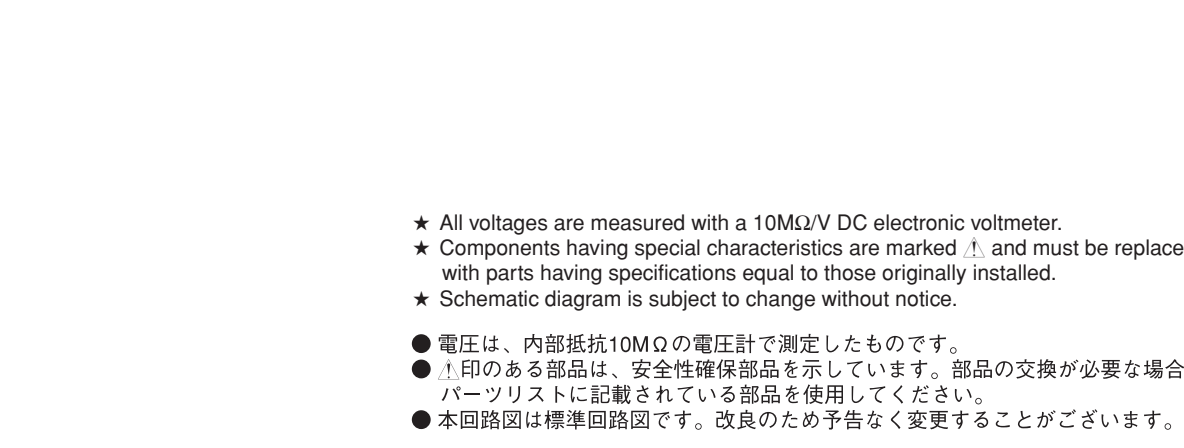 ★ All voltages are measured with a 10MΩ/V DC electronic voltmeter.
★ Components having special characteristics are marked ⚠ and must be replace
with parts having specifications equal to those originally installed.
★ Schematic diagram is subject to change without notice.
● 電圧は、内部抵抗10MΩの電圧計で測定したものです。
● ⚠印のある部品は、安全性確保部品を示しています。部品の交換が必要な場合
パーツリストに記載されている部品を使用してください。
● 本回路図は標準回路図です。改良のため予告なく変更することがございます。